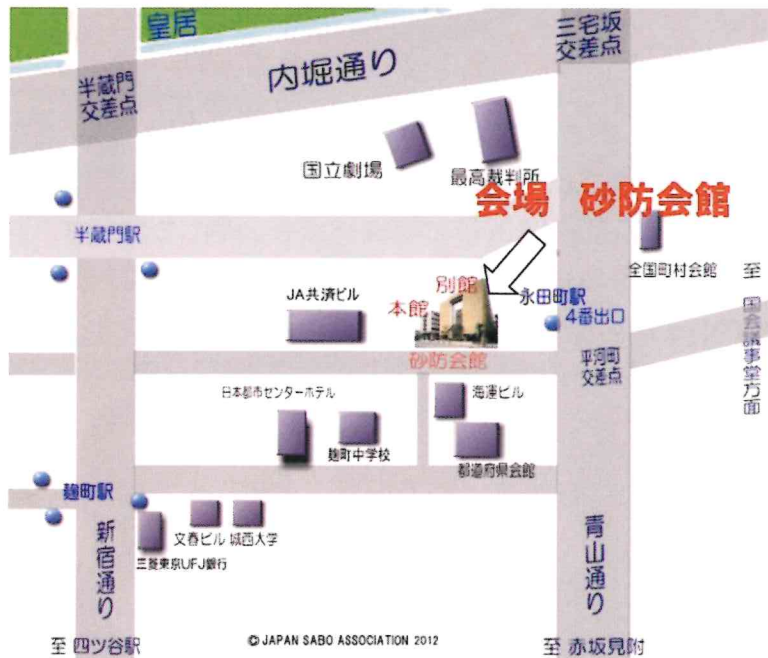 皇居
三宅坂
交差点
内堀通り
半蔵門
交差点
国立劇場
最高裁判所
会場 砂防会館
半蔵門駅
全国町村会館
至 国会議事堂方面
別館
本館
JA共済ビル
永田町駅
4番出口
砂防会館
平河町
交差点
日本都市センターホテル
海運ビル
麹町中学校
都道府県会館
麹町駅
新宿通り
文春ビル
城西大学
三菱東京UFJ銀行
青山通り
至 四ツ谷駅
© JAPAN SABO ASSOCIATION 2012
至 赤坂見附